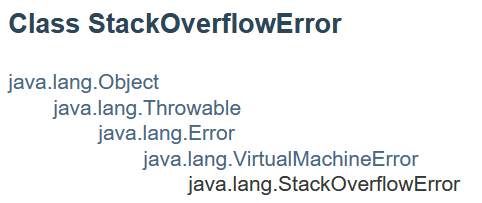 Class StackOverflowError
java.lang.Object
java.lang.Throwable
java.lang.Error
java.lang.VirtualMachineError
java.lang.StackOverflowError